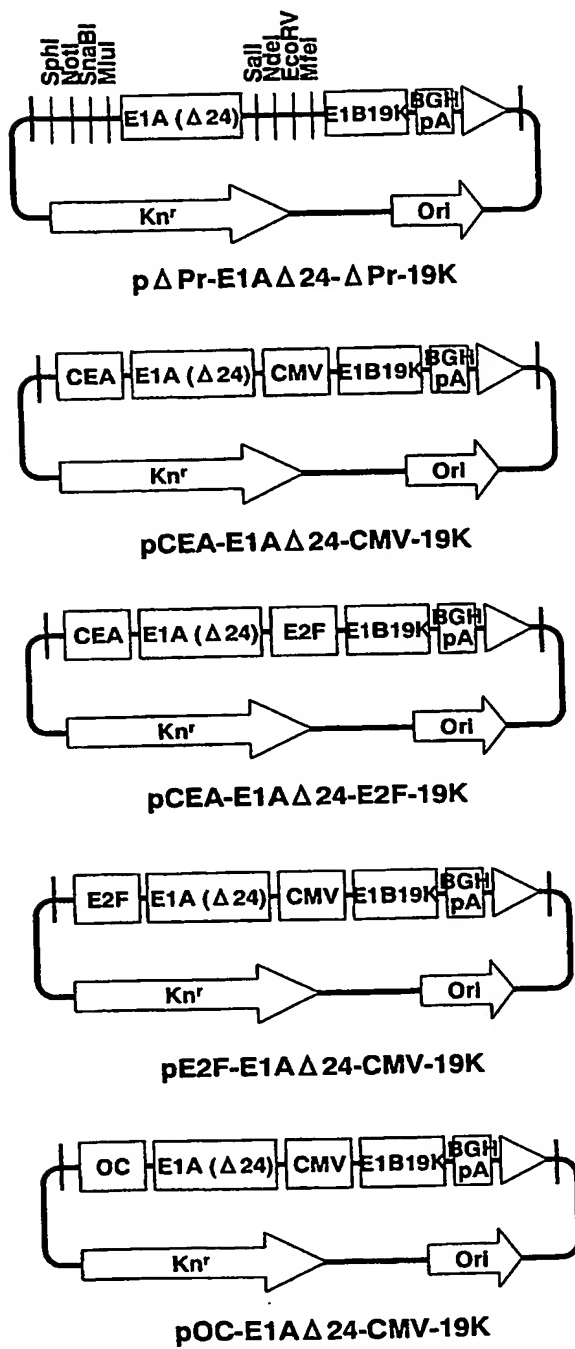 SphI
NotI
SnaBI
MluI
SalI
NdeI
EcoRV
MfeI
E1A (Δ24)
E1B19K
BGH
pA
Knʳ
Ori
pΔPr-E1AΔ24-ΔPr-19K
CEA
E1A (Δ24)
CMV
E1B19K
BGH
pA
Knʳ
Ori
pCEA-E1AΔ24-CMV-19K
CEA
E1A (Δ24)
E2F
E1B19K
BGH
pA
Knʳ
Ori
pCEA-E1AΔ24-E2F-19K
E2F
E1A (Δ24)
CMV
E1B19K
BGH
pA
Knʳ
Ori
pE2F-E1AΔ24-CMV-19K
OC
E1A (Δ24)
CMV
E1B19K
BGH
pA
Knʳ
Ori
pOC-E1AΔ24-CMV-19K